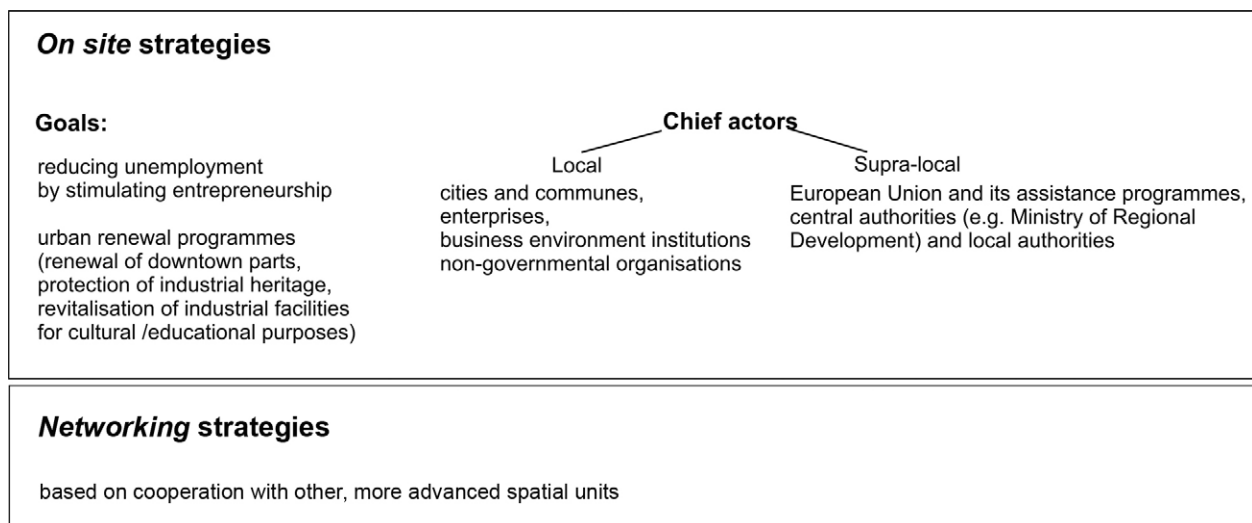 On site strategies
Goals:
reducing unemployment
by stimulating entrepreneurship
urban renewal programmes
(renewal of downtown parts,
protection of industrial heritage,
revitalisation of industrial facilities
for cultural /educational purposes)
Chief actors
Local
cities and communes,
enterprises,
business environment institutions
non-governmental organisations
Supra-local
European Union and its assistance programmes,
central authorities (e.g. Ministry of Regional
Development) and local authorities
Networking strategies
based on cooperation with other, more advanced spatial units